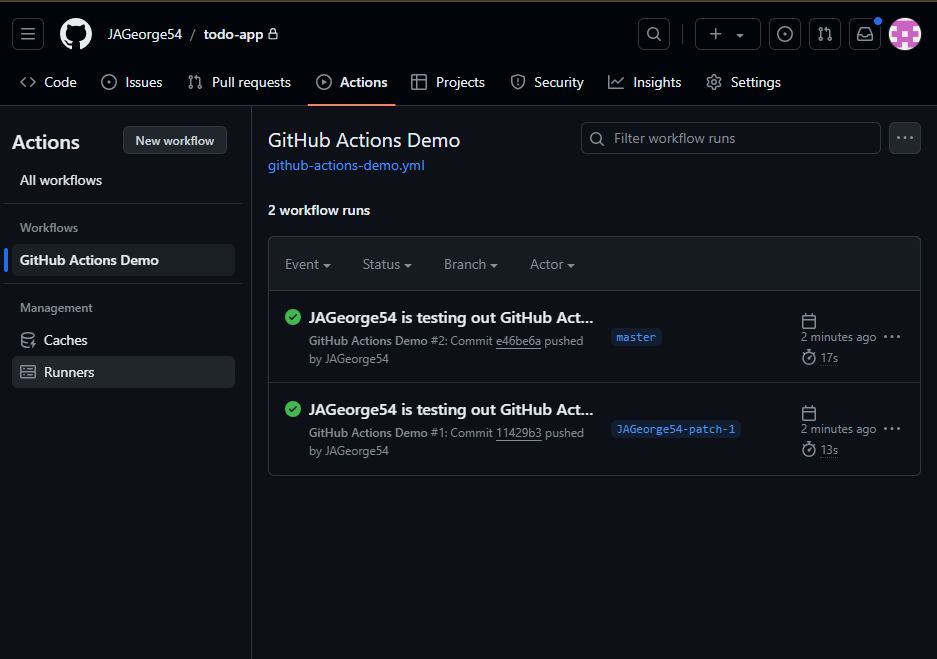 JAGeorge54 / todo-app
Code Issues Pull requests Actions Projects Security Insights Settings
Actions
New workflow
All workflows
Workflows
GitHub Actions Demo
Management
Caches
Runners
GitHub Actions Demo
github-actions-demo.yml
Filter workflow runs
2 workflow runs
Event Status Branch Actor
JAGeorge54 is testing out GitHub Act...
GitHub Actions Demo #2: Commit e46be6a pushed
by JAGeorge54
master
2 minutes ago
17s
JAGeorge54 is testing out GitHub Act...
GitHub Actions Demo #1: Commit 11429b3 pushed
by JAGeorge54
JAGeorge54-patch-1
2 minutes ago
13s